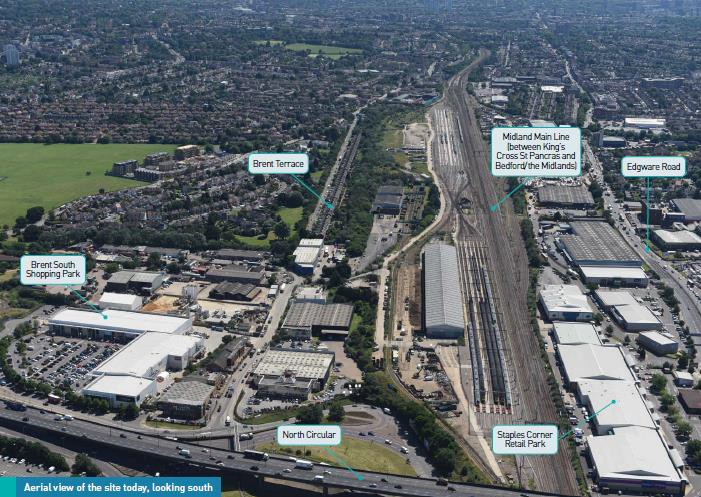 Midland Main Line
(between King's
Cross St Pancras and
Bedford/the Midlands)
Brent Terrace
Edgware Road
Brent South
Shopping Park
North Circular
Staples Corner
Retail Park
Aerial view of the site today, looking south